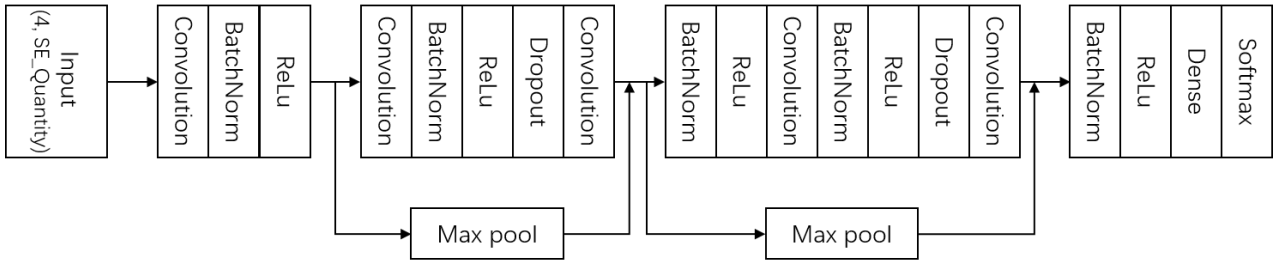 Input
(4, SE_Quantity)
Convolution
BatchNorm
ReLu
Convolution
BatchNorm
ReLu
Dropout
Convolution
BatchNorm
ReLu
Convolution
BatchNorm
ReLu
Dropout
Convolution
BatchNorm
ReLu
Dense
Softmax
Max pool
Max pool